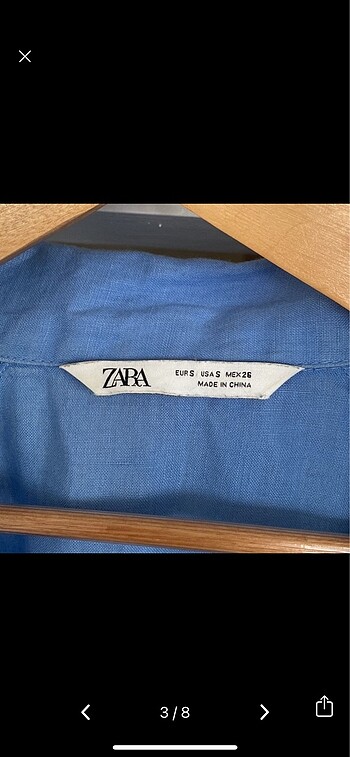 ZARA
EUR S USA S MEX 26
MADE IN CHINA
3 / 8